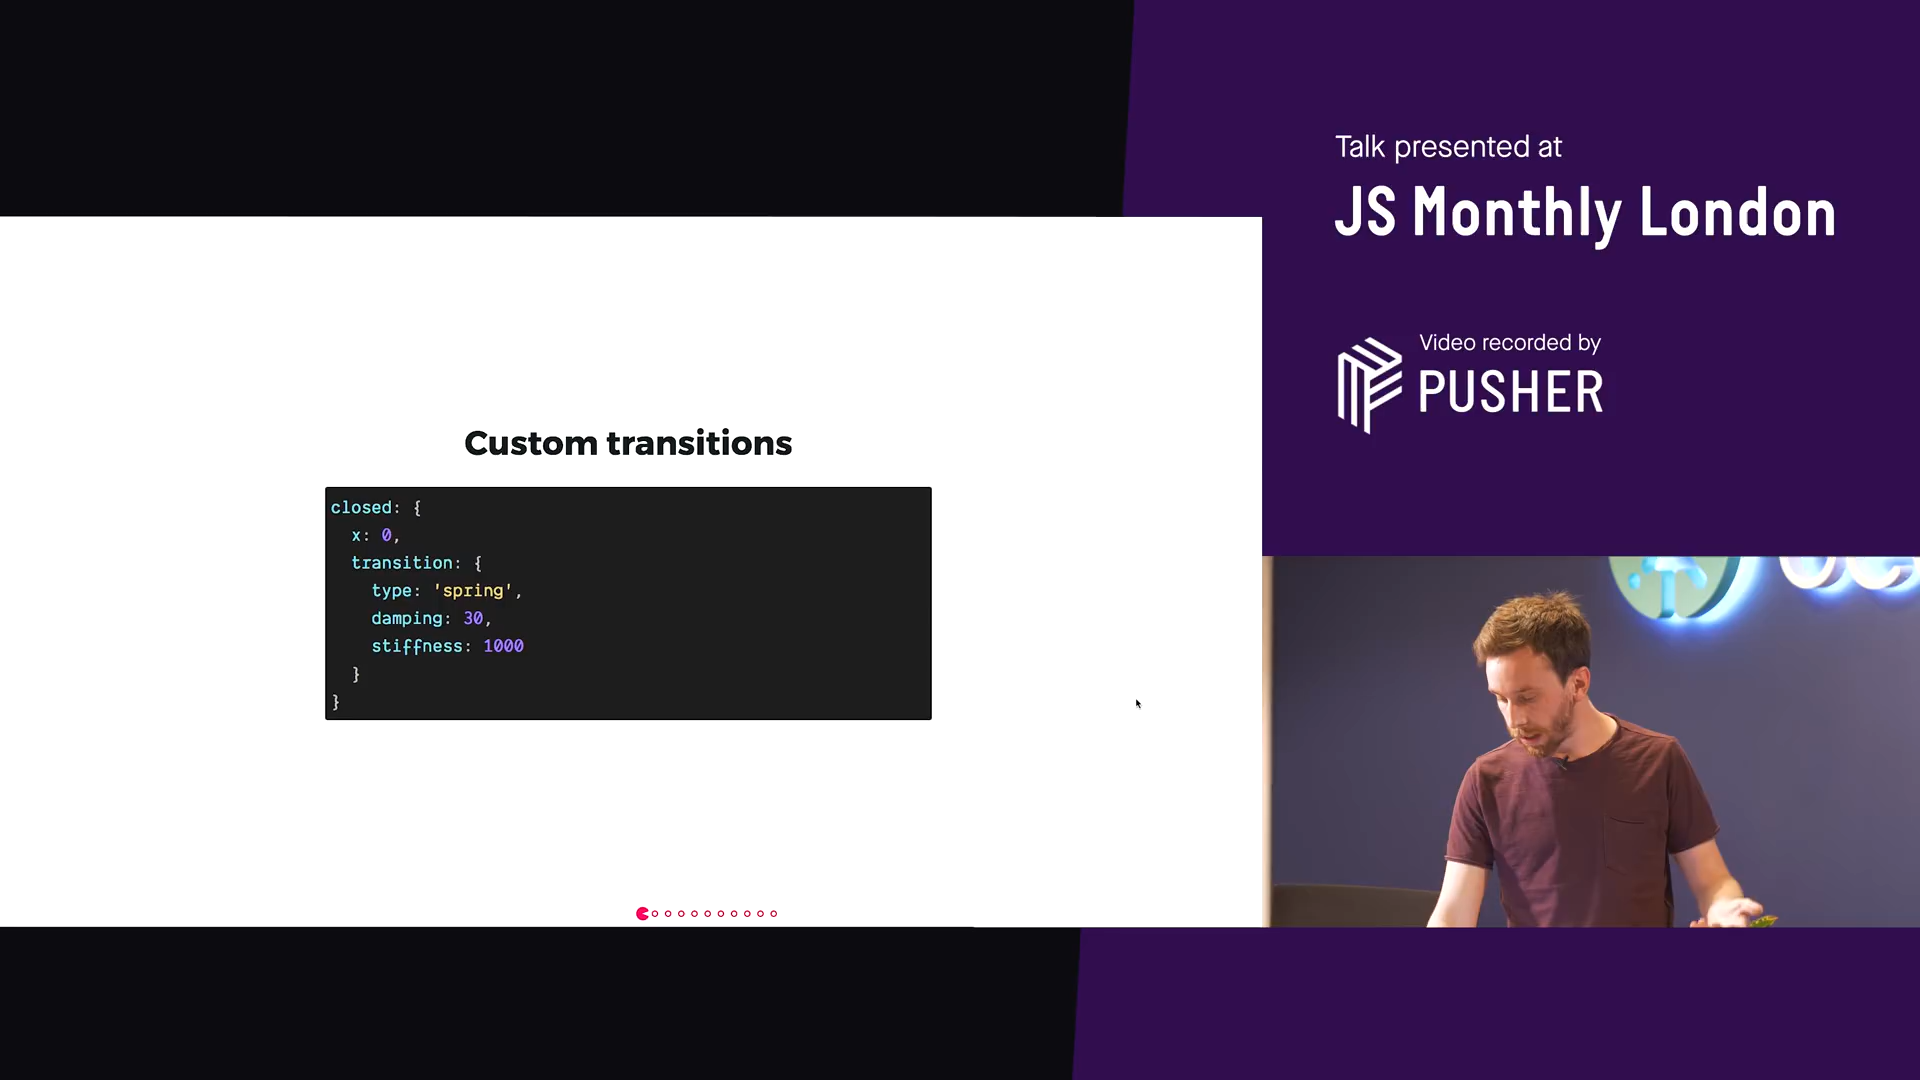 Talk presented at
JS Monthly London
Video recorded by
PUSHER
Custom transitions
closed: {
  x: 0,
  transition: {
    type: 'spring',
    damping: 30,
    stiffness: 1000
  }
}